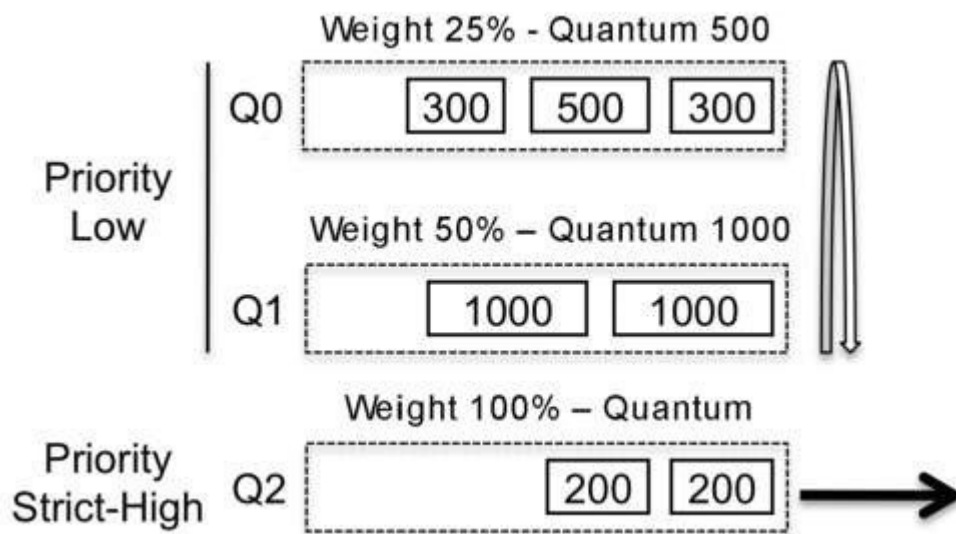 Weight 25% - Quantum 500
Q0 300 500 300
Priority
Low
Weight 50% – Quantum 1000
Q1 1000 1000
Weight 100% – Quantum
Priority
Strict-High
Q2 200 200